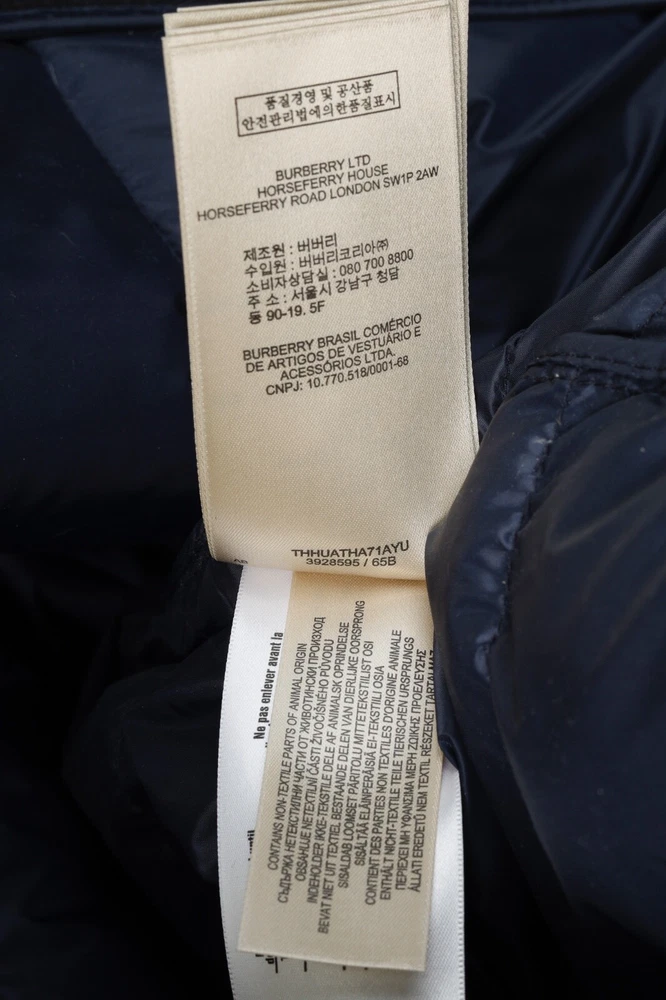 품질경영 및 공산품
안전관리법에의한품질표시
BURBERRY LTD
HORSEFERRY HOUSE
HORSEFERRY ROAD LONDON SW1P 2AW
제조원 : 버버리
수입원 : 버버리코리아㈜
소비자상담실 : 080 700 8800
주 소 : 서울시 강남구 청담
동 90-19. 5F
BURBERRY BRASIL COMÉRCIO
DE ARTIGOS DE VESTUÁRIO E
ACESSÓRIOS LTDA.
CNPJ: 10.770.518/0001-68
THHUATHA71AYU
3928595 / 65B
Ne pas enlever avant la
CONTAINS NON-TEXTILE PARTS OF ANIMAL ORIGIN
СЪДЪРЖА НЕТЕКСТИЛНИ ЧАСТИ ОТ ЖИВОТИНСКИ ПРОИЗХОД
OBSAHUJE NETEXTILNÍ ČÁSTI ŽIVOČIŠNÉHO PŮVODU
INDEHOLDER IKKE-TEKSTILE DELE AF ANIMALSK OPRINDELSE
BEVAT NIET UIT TEXTIEL BESTAANDE DELEN VAN DIERLIJKE OORSPRONG
SISALDAB LOOMSET PÄRITOLU MITTETEKSTIILIST OSI
SISÄLTÄÄ ELÄINPERÄISIÄ EI-TEKSTIILI OSIA
CONTIENT DES PARTIES NON TEXTILES D'ORIGINE ANIMALE
ENTHÄLT NICHT-TEXTILE TEILE TIERISCHEN URSPRUNGS
ΠΕΡΙΕΧΕΙ ΜΗ ΥΦΑΝΣΙΜΑ ΜΕΡΗ ΖΩΙΚΗΣ ΠΡΟΕΛΕΥΣΗΣ
ÁLLATI EREDETŰ NEM TEXTIL RÉSZEKET TARTALMAZ